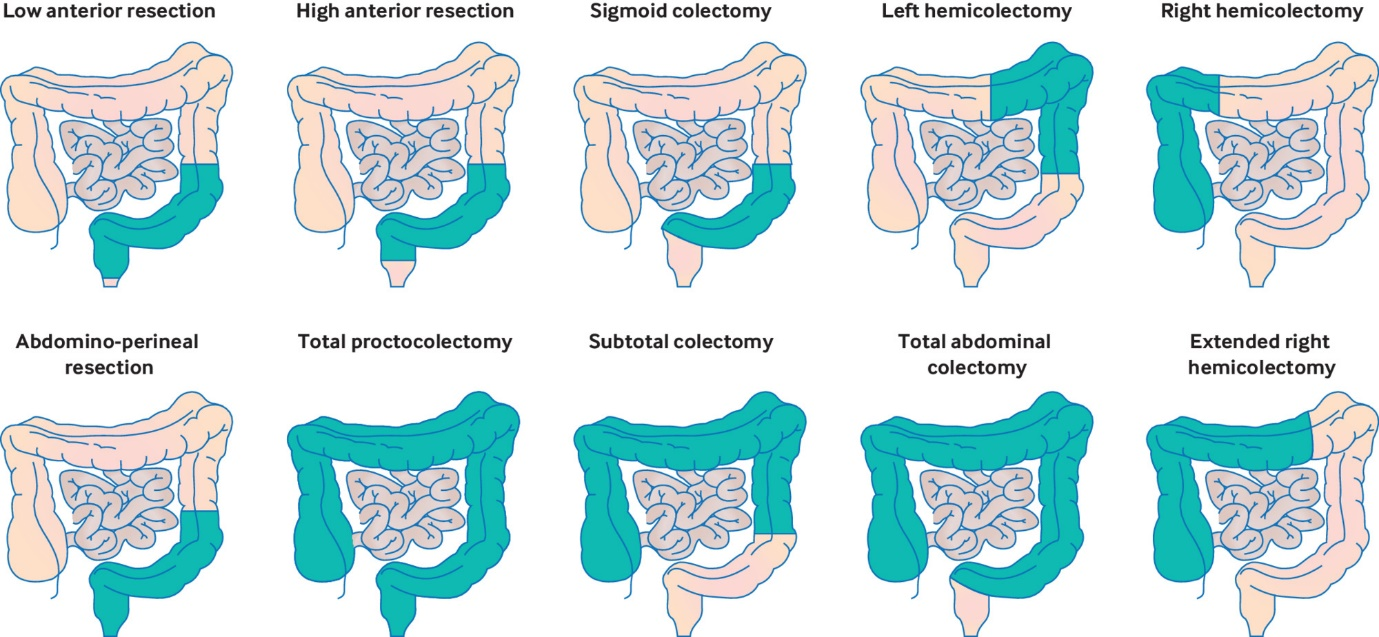 Low anterior resection
High anterior resection
Sigmoid colectomy
Left hemicolectomy
Right hemicolectomy
Abdomino-perineal
resection
Total proctocolectomy
Subtotal colectomy
Total abdominal
colectomy
Extended right
hemicolectomy